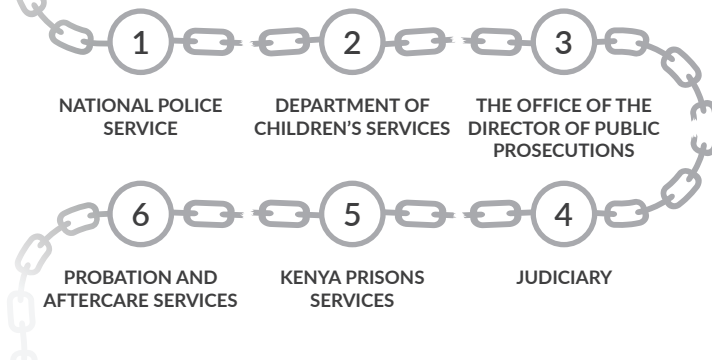 1
NATIONAL POLICE
SERVICE
2
DEPARTMENT OF
CHILDREN’S SERVICES
3
THE OFFICE OF THE
DIRECTOR OF PUBLIC
PROSECUTIONS
4
JUDICIARY
5
KENYA PRISONS
SERVICES
6
PROBATION AND
AFTERCARE SERVICES